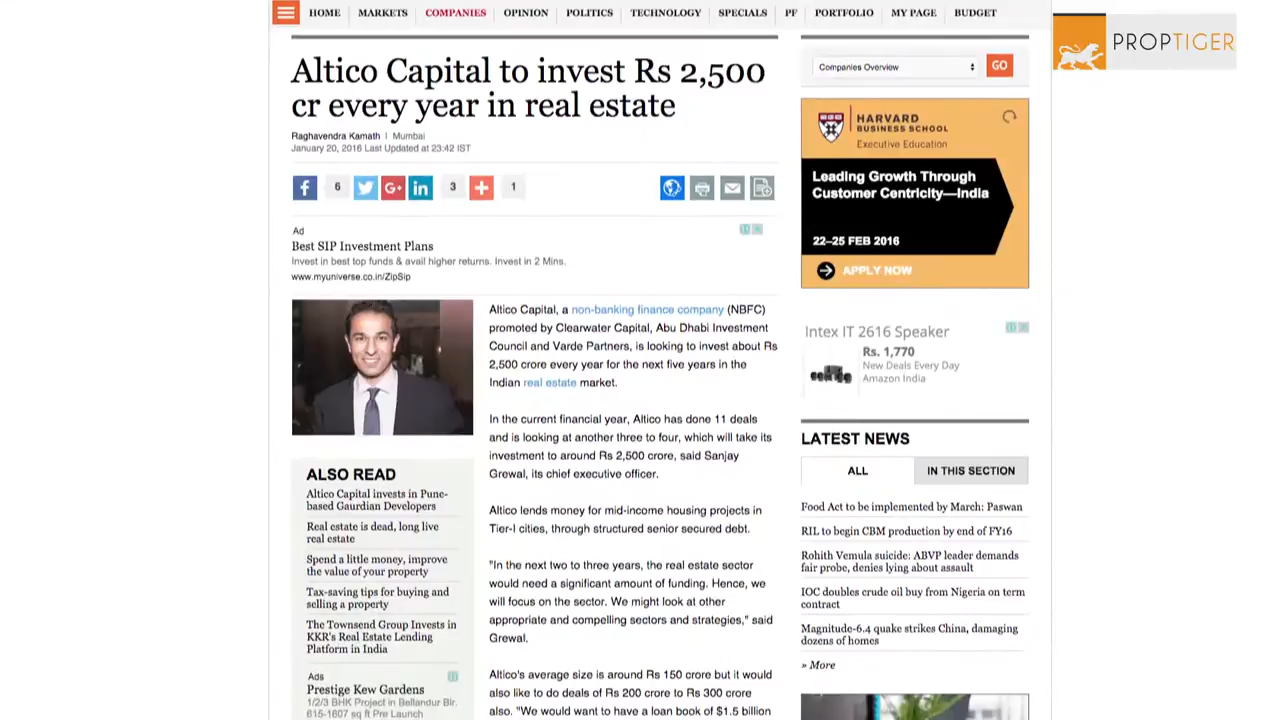 HOME
MARKETS
COMPANIES
OPINION
POLITICS
TECHNOLOGY
SPECIALS
PF
PORTFOLIO
MY PAGE
BUDGET
PROPTIGER
Altico Capital to invest Rs 2,500
cr every year in real estate
Raghavendra Kamath | Mumbai
January 20, 2016 Last Updated at 23:42 IST
f
6
G+
in
3
1
Ad
Best SIP Investment Plans
Invest in best top funds & avail higher returns. Invest in 2 Mins.
www.myuniverse.co.in/ZipSip
Altico Capital, a non-banking finance company (NBFC)
promoted by Clearwater Capital, Abu Dhabi Investment
Council and Varde Partners, is looking to invest about Rs
2,500 crore every year for the next five years in the
Indian real estate market.
In the current financial year, Altico has done 11 deals
and is looking at another three to four, which will take its
investment to around Rs 2,500 crore, said Sanjay
Grewal, its chief executive officer.
Altico lends money for mid-income housing projects in
Tier-I cities, through structured senior secured debt.
"In the next two to three years, the real estate sector
would need a significant amount of funding. Hence, we
will focus on the sector. We might look at other
appropriate and compelling sectors and strategies," said
Grewal.
Altico's average size is around Rs 150 crore but it would
also like to do deals of Rs 200 crore to Rs 300 crore
also. "We would want to have a loan book of $1.5 billion
ALSO READ
Altico Capital invests in Pune-
based Gaurdian Developers
Real estate is dead, long live
real estate
Spend a little money, improve
the value of your property
Tax-saving tips for buying and
selling a property
The Townsend Group Invests in
KKR's Real Estate Lending
Platform in India
Ads
Prestige Kew Gardens
1/2/3 BHK Project in Bellandur Blr.
615-1607 sq ft Pre Launch
Companies Overview
GO
HARVARD
BUSINESS SCHOOL
Executive Education
Leading Growth Through
Customer Centricity—India
22–25 FEB 2016
APPLY NOW
Intex IT 2616 Speaker
Rs. 1,770
New Deals Every Day
Amazon India
LATEST NEWS
ALL
IN THIS SECTION
Food Act to be implemented by March: Paswan
RIL to begin CBM production by end of FY16
Rohith Vemula suicide: ABVP leader demands
fair probe, denies lying about assault
IOC doubles crude oil buy from Nigeria on term
contract
Magnitude-6.4 quake strikes China, damaging
dozens of homes
» More